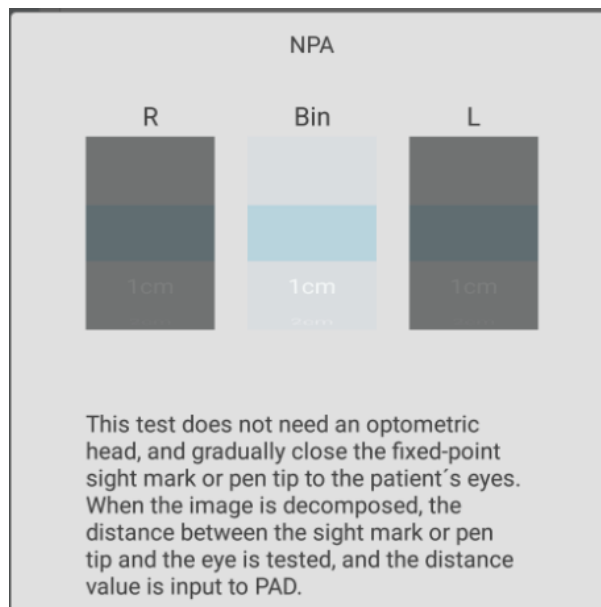 NPA
R Bin L
1cm 1cm 1cm
2cm
This test does not need an optometric
head, and gradually close the fixed-point
sight mark or pen tip to the patient´s eyes.
When the image is decomposed, the
distance between the sight mark or pen
tip and the eye is tested, and the distance
value is input to PAD.